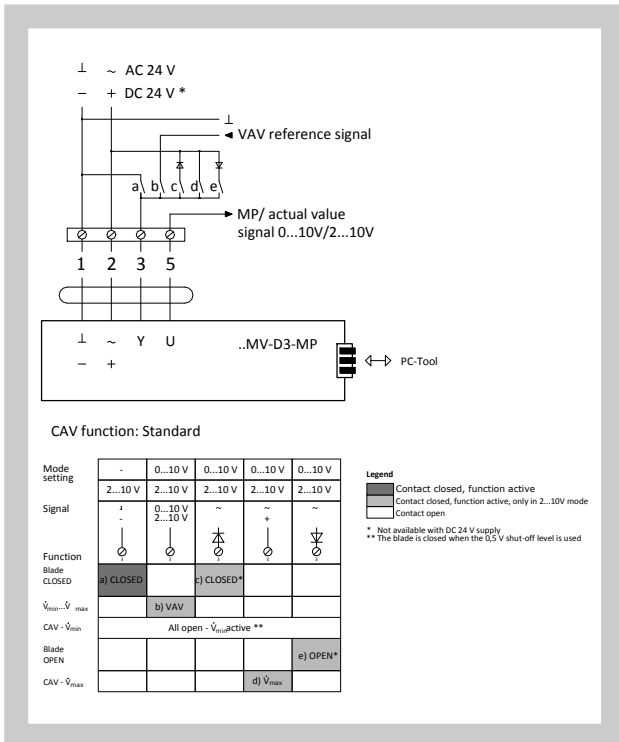 ⊥ ~ AC 24 V
− + DC 24 V *
⊥
VAV reference signal
a b c d e
MP/ actual value
signal 0...10V/2...10V
1 2 3 5
⊥ ~ Y U ..MV-D3-MP
− +
PC-Tool
CAV function: Standard
Mode
setting
- 0...10 V 0...10 V 0...10 V 0...10 V
2...10 V 2...10 V 2...10 V 2...10 V 2...10 V
Signal
⊥
-
0...10 V
2...10 V
~
~
+
~
Function
3 3 3 3 3
Blade
CLOSED
a) CLOSED
c) CLOSED*
V̇min...V̇ max
b) VAV
CAV - V̇min
All open - V̇minactive **
Blade
OPEN
e) OPEN*
CAV - V̇max
d) V̇max
Legend
Contact closed, function active
Contact closed, function active, only in 2...10V mode
Contact open
* Not available with DC 24 V supply
** The blade is closed when the 0,5 V shut-off level is used